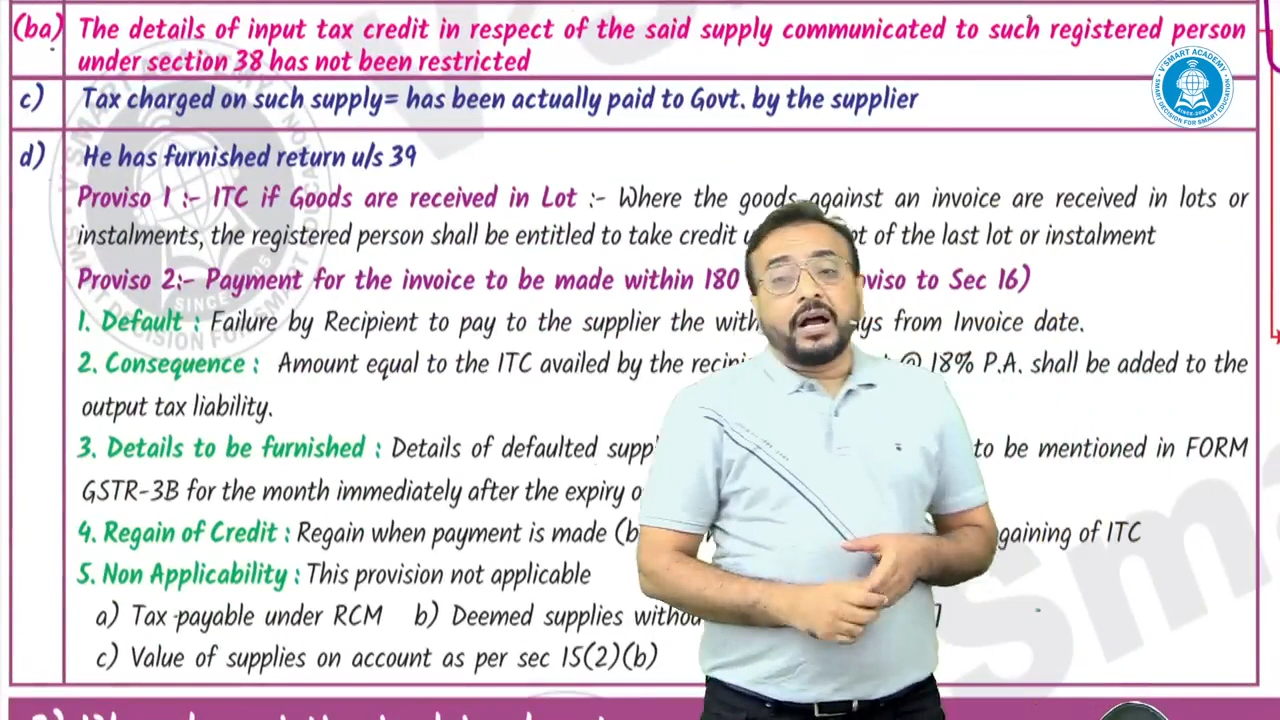 (ba) The details of input tax credit in respect of the said supply communicated to such registered person
under section 38 has not been restricted
c) Tax charged on such supply= has been actually paid to Govt. by the supplier
d) He has furnished return u/s 39
Proviso 1 :- ITC if Goods are received in Lot :- Where the goods against an invoice are received in lots or
instalments, the registered person shall be entitled to take credit of the last lot or instalment
Proviso 2:- Payment for the invoice to be made within 180 to Sec 16)
1. Default : Failure by Recipient to pay to the supplier the from Invoice date.
2. Consequence : Amount equal to the ITC availed by the @ 18% P.A. shall be added to the
output tax liability.
3. Details to be furnished : Details of defaulted to be mentioned in FORM
GSTR-3B for the month immediately after the expiry
4. Regain of Credit : Regain when payment is made of ITC
5. Non Applicability : This provision not applicable
a) Tax payable under RCM b) Deemed supplies
c) Value of supplies on account as per sec 15(2)(b)
V SMART ACADEMY
SMART DECISION FOR SMART EDUCATION
SINCE-2005